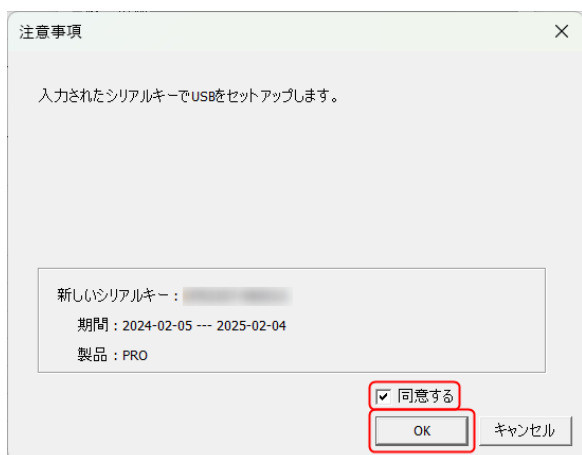 注意事項
入力されたシリアルキーでUSBをセットアップします。
新しいシリアルキー：
期間：2024-02-05 --- 2025-02-04
製品：PRO
同意する
OK キャンセル